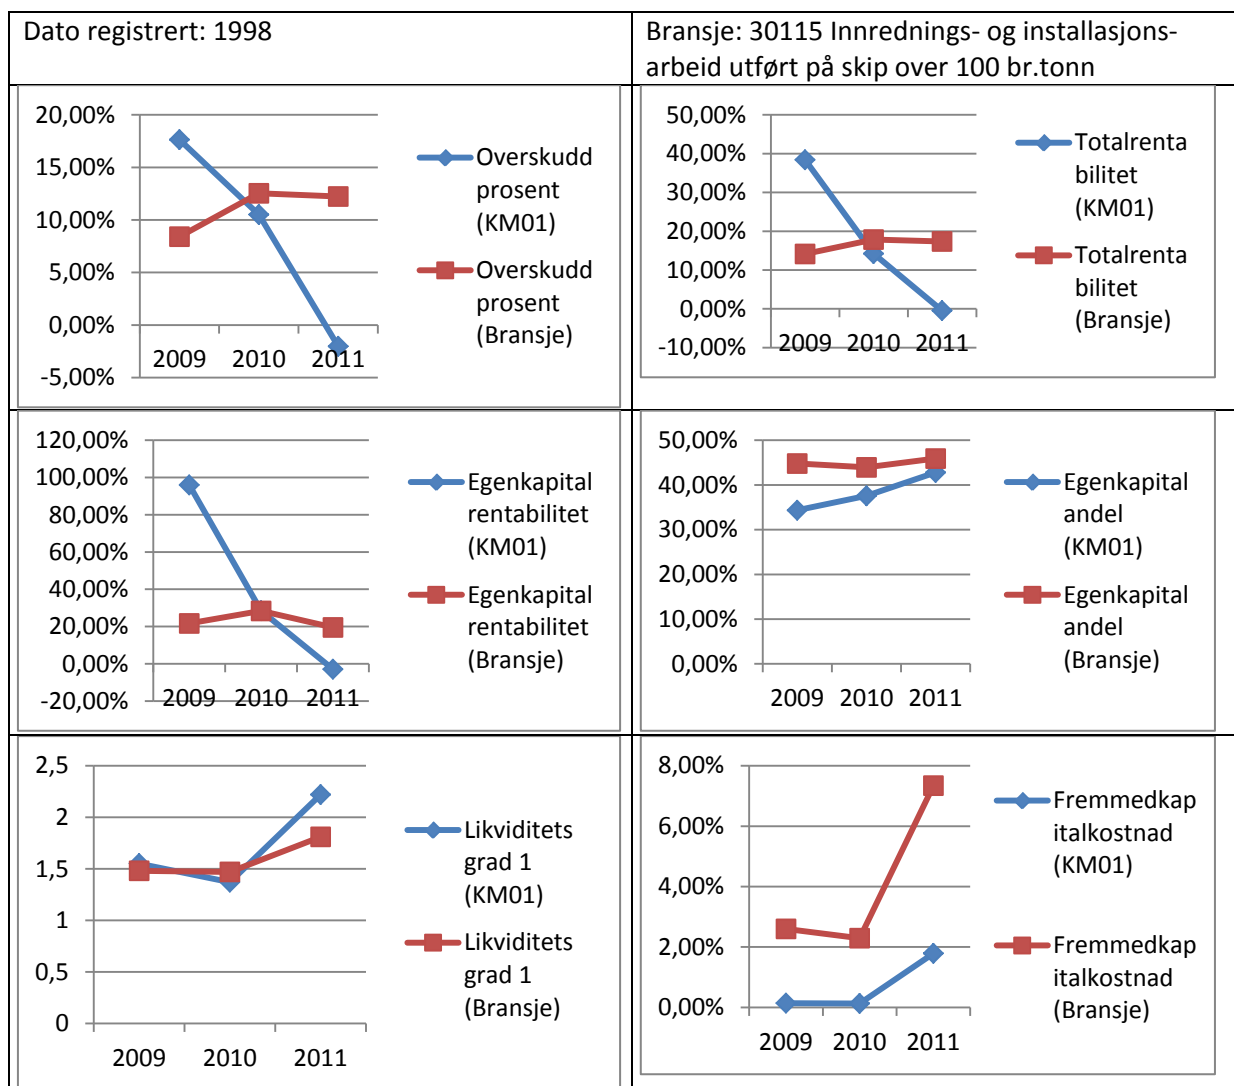 Dato registrert: 1998
Bransje: 30115 Innrednings- og installasjons-
arbeid utført på skip over 100 br.tonn
20,00%
15,00%
10,00%
5,00%
0,00%
-5,00%
2009 2010 2011
Overskudd
prosent
(KM01)
Overskudd
prosent
(Bransje)
50,00%
40,00%
30,00%
20,00%
10,00%
0,00%
-10,00%
2009 2010 2011
Totalrenta
bilitet
(KM01)
Totalrenta
bilitet
(Bransje)
120,00%
100,00%
80,00%
60,00%
40,00%
20,00%
0,00%
-20,00%
2009 2010 2011
Egenkapital
rentabilitet
(KM01)
Egenkapital
rentabilitet
(Bransje)
50,00%
40,00%
30,00%
20,00%
10,00%
0,00%
2009 2010 2011
Egenkapital
andel
(KM01)
Egenkapital
andel
(Bransje)
2,5
2
1,5
1
0,5
0
2009 2010 2011
Likviditets
grad 1
(KM01)
Likviditets
grad 1
(Bransje)
8,00%
6,00%
4,00%
2,00%
0,00%
2009 2010 2011
Fremmedkap
italkostnad
(KM01)
Fremmedkap
italkostnad
(Bransje)